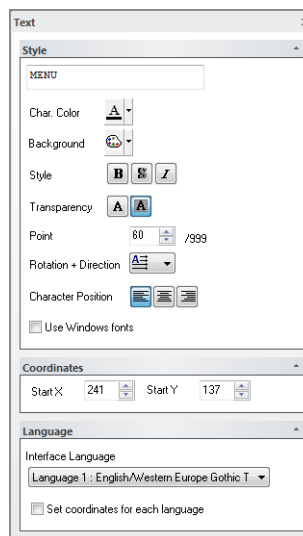 Text
Style
MENU
Char. Color A
Background
Style B S I
Transparency A A
Point 60 /999
Rotation + Direction A
Character Position
Use Windows fonts
Coordinates
Start X 241 Start Y 137
Language
Interface Language
Language 1 : English/Western Europe Gothic T
Set coordinates for each language